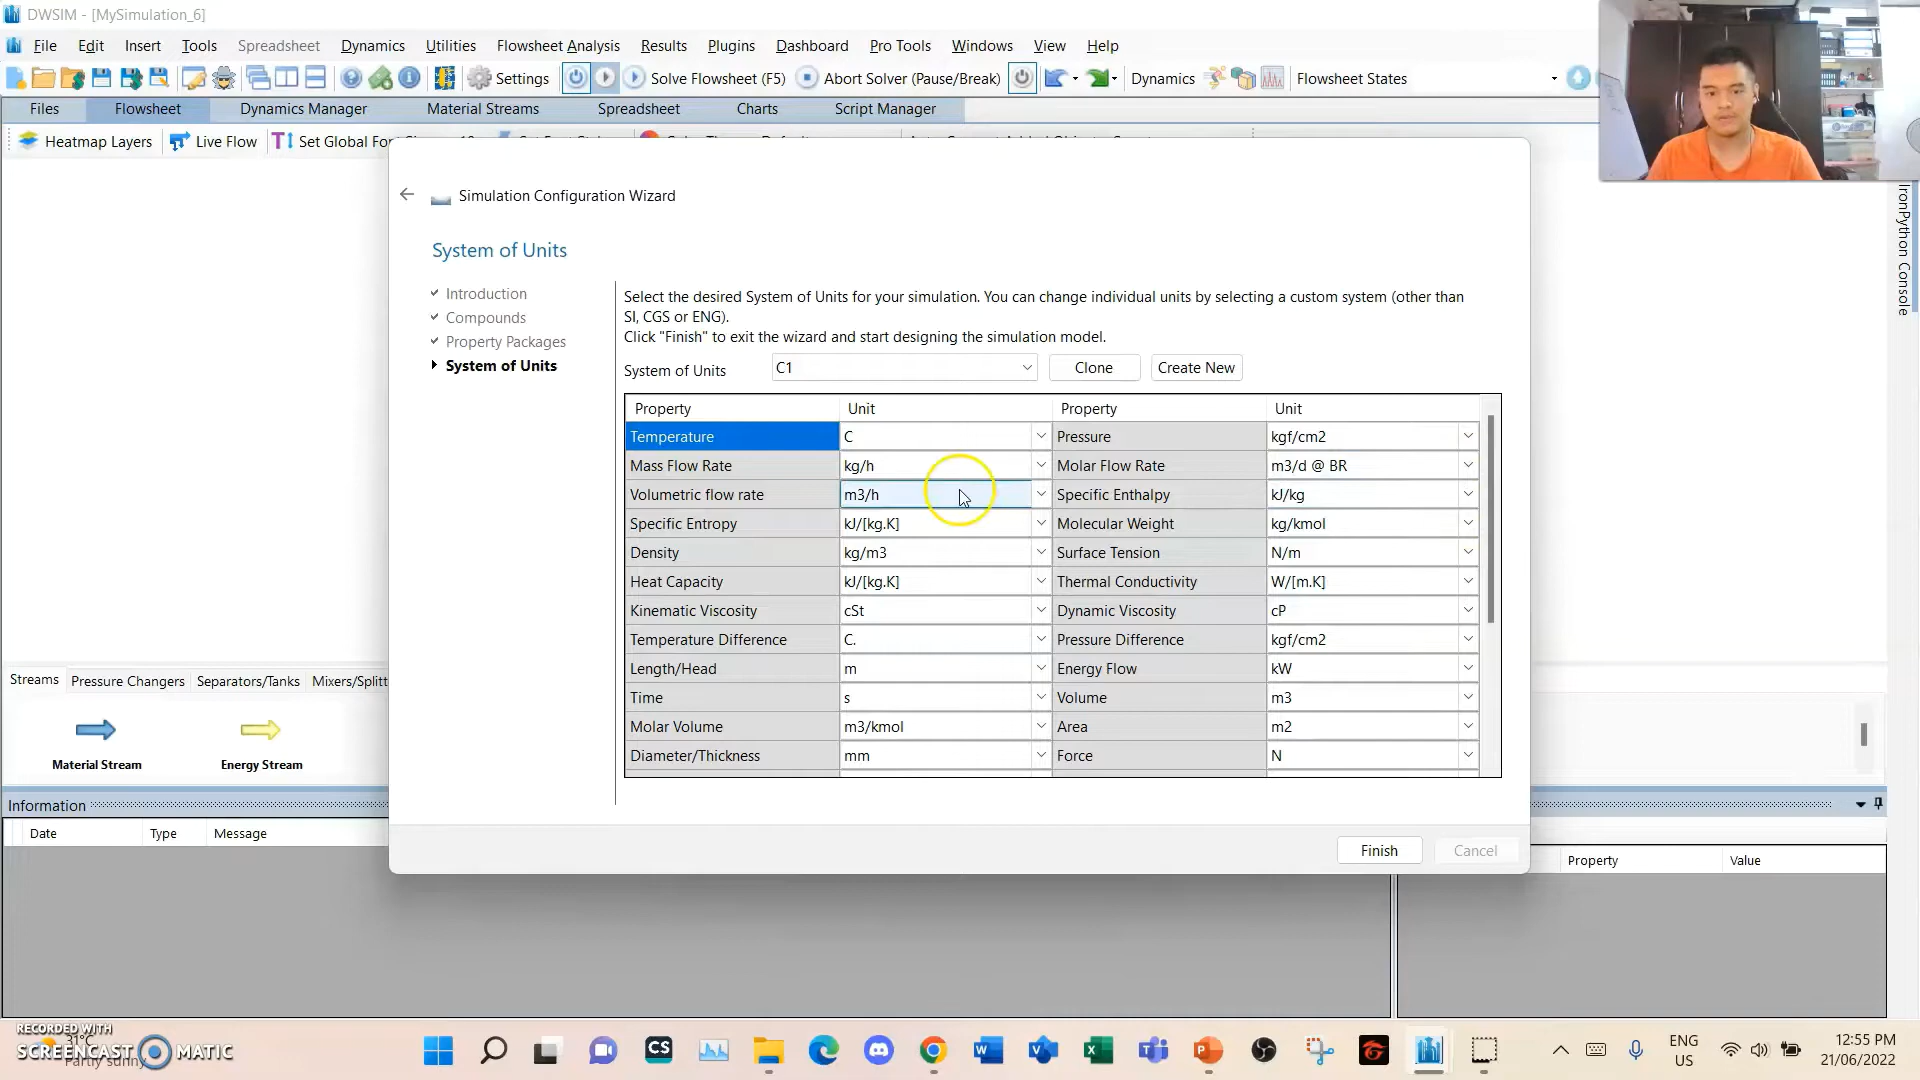 DWSIM - [MySimulation_6]
File Edit Insert Tools Spreadsheet Dynamics Utilities Flowsheet Analysis Results Plugins Dashboard Pro Tools Windows View Help
Settings Solve Flowsheet (F5) Abort Solver (Pause/Break) Dynamics Flowsheet States
Files Flowsheet Dynamics Manager Material Streams Spreadsheet Charts Script Manager
Heatmap Layers Live Flow Set Global Fon
IronPython Console
Simulation Configuration Wizard
System of Units
Introduction
Compounds
Property Packages
System of Units
Select the desired System of Units for your simulation. You can change individual units by selecting a custom system (other than
SI, CGS or ENG).
Click "Finish" to exit the wizard and start designing the simulation model.
System of Units C1 Clone Create New
Property Unit Property Unit
Temperature C Pressure kgf/cm2
Mass Flow Rate kg/h Molar Flow Rate m3/d @ BR
Volumetric flow rate m3/h Specific Enthalpy kJ/kg
Specific Entropy kJ/[kg.K] Molecular Weight kg/kmol
Density kg/m3 Surface Tension N/m
Heat Capacity kJ/[kg.K] Thermal Conductivity W/[m.K]
Kinematic Viscosity cSt Dynamic Viscosity cP
Temperature Difference C. Pressure Difference kgf/cm2
Length/Head m Energy Flow kW
Time s Volume m3
Molar Volume m3/kmol Area m2
Diameter/Thickness mm Force N
Finish Cancel
Streams Pressure Changers Separators/Tanks Mixers/Splitt
Material Stream Energy Stream
Information
Date Type Message
Property Value
RECORDED WITH
SCREENCAST MATIC
31°C
Partly sunny
ENG
US
12:55 PM
21/06/2022